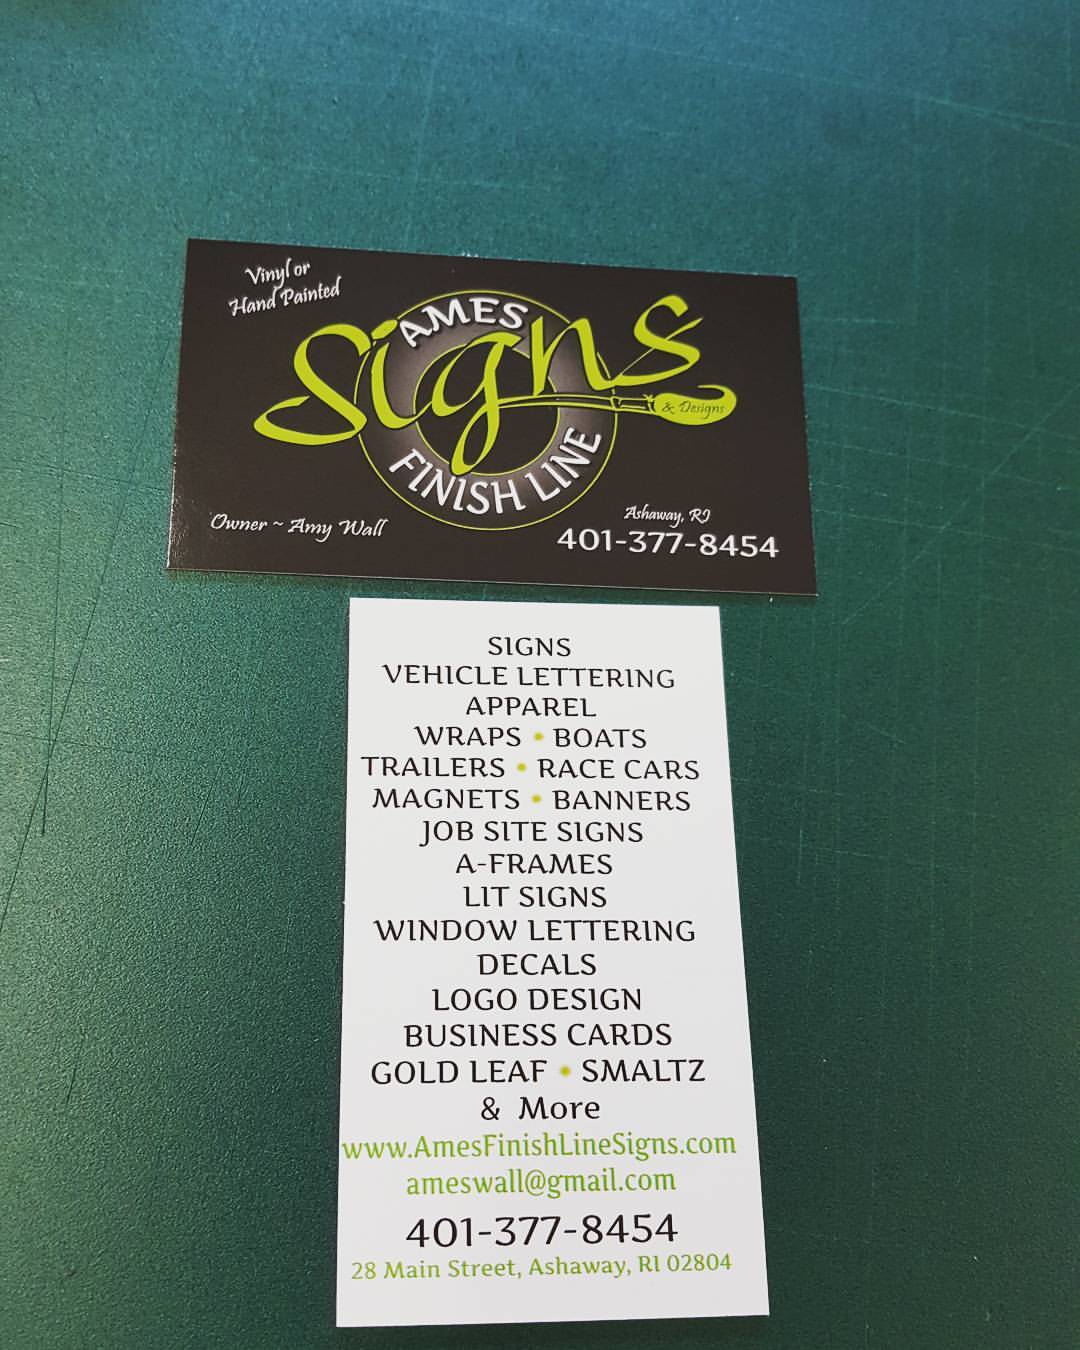 Vinyl or
Hand Painted
AMES
Signs
& Designs
FINISH LINE
Owner ~ Amy Wall
Ashaway, RI
401-377-8454
SIGNS
VEHICLE LETTERING
APPAREL
WRAPS • BOATS
TRAILERS • RACE CARS
MAGNETS • BANNERS
JOB SITE SIGNS
A-FRAMES
LIT SIGNS
WINDOW LETTERING
DECALS
LOGO DESIGN
BUSINESS CARDS
GOLD LEAF • SMALTZ
& More
www.AmesFinishLineSigns.com
ameswall@gmail.com
401-377-8454
28 Main Street, Ashaway, RI 02804